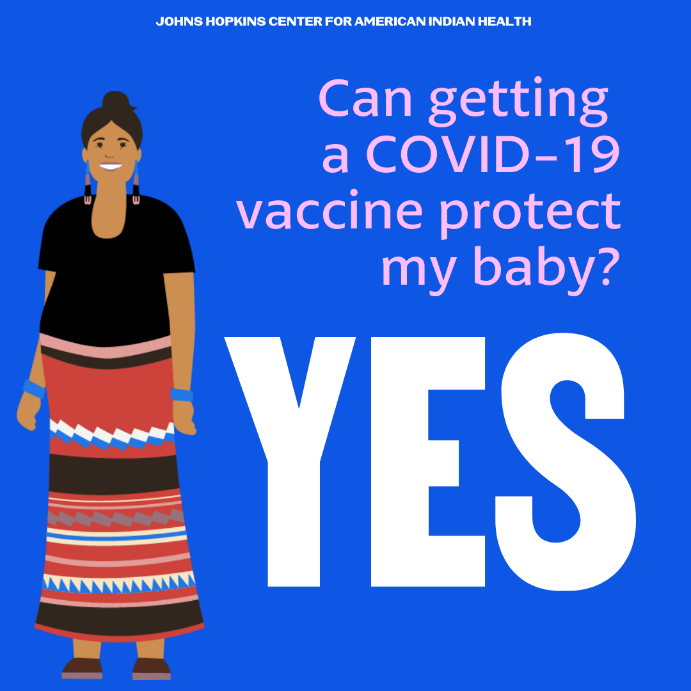 JOHNS HOPKINS CENTER FOR AMERICAN INDIAN HEALTH
Can getting
a COVID-19
vaccine protect
my baby?
YES